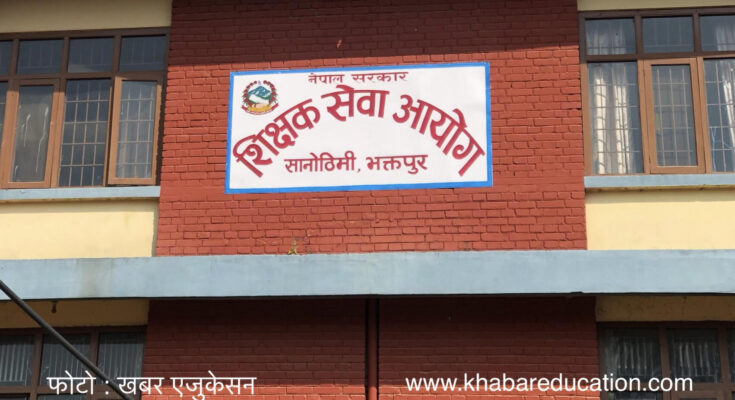 नेपाल सरकार
शिक्षक सेवा आयोग
सानोठिमी, भक्तपुर
फोटो : खबर एजुकेसन
www.khabareducation.com